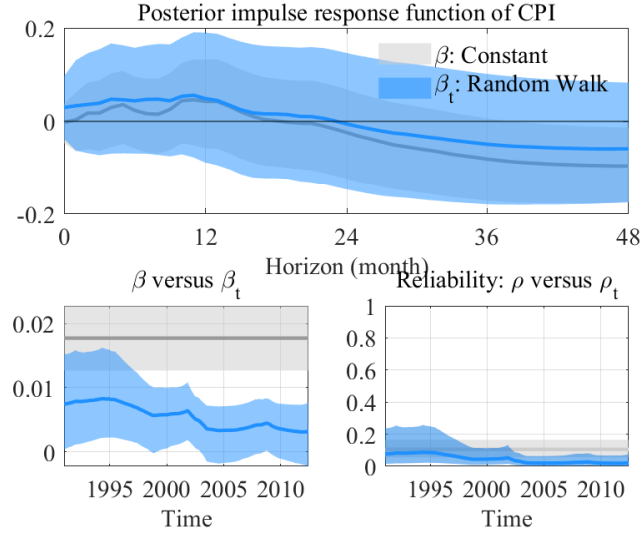 Posterior impulse response function of CPI
0.2
0
-0.2
β: Constant
βt: Random Walk
0 12 24 36 48
Horizon (month)
β versus βt
0.02
0.01
0
1995 2000 2005 2010
Time
Reliability: ρ versus ρt
1
0.8
0.6
0.4
0.2
0
1995 2000 2005 2010
Time